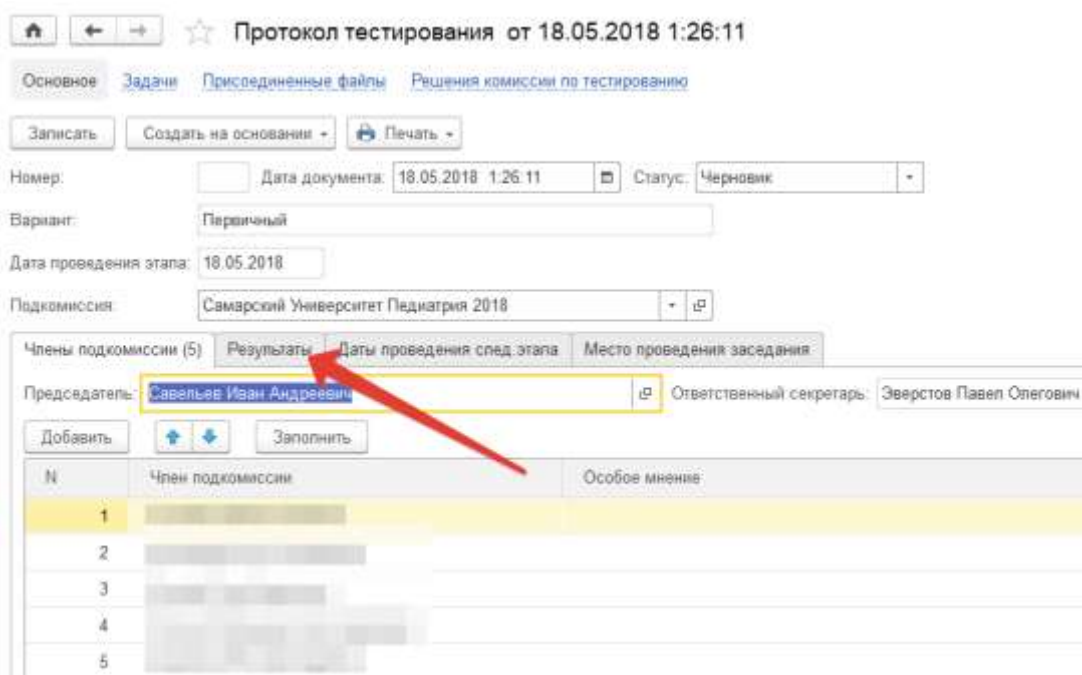 Протокол тестирования от 18.05.2018 1:26:11
Основное Задачи Присоединенные файлы Решения комиссии по тестированию
Записать Создать на основании Печать
Номер: Дата документа: 18.05.2018 1:26:11 Статус: Черновик
Вариант: Первичный
Дата проведения этапа: 18.05.2018
Подкомиссия: Самарский Университет Педиатрия 2018
Члены подкомиссии (5) Результаты Даты проведения след. этапа Место проведения заседания
Председатель: Савельев Иван Андреевич Ответственный секретарь: Эверстов Павел Олегович
Добавить Заполнить
N Член подкомиссии Особое мнение
1
2
3
4
5